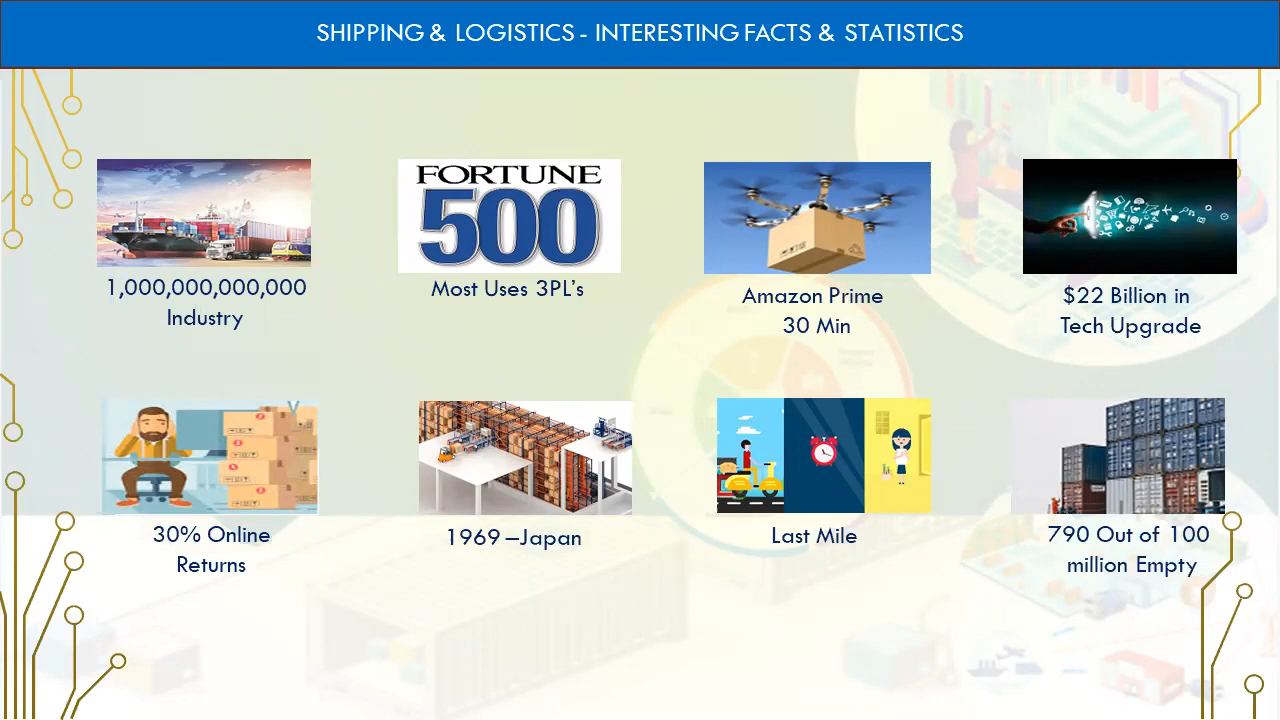 SHIPPING & LOGISTICS - INTERESTING FACTS & STATISTICS
FORTUNE
500
1,000,000,000,000
Industry
Most Uses 3PL's
Amazon Prime
30 Min
$22 Billion in
Tech Upgrade
30% Online
Returns
1969 –Japan
Last Mile
790 Out of 100
million Empty